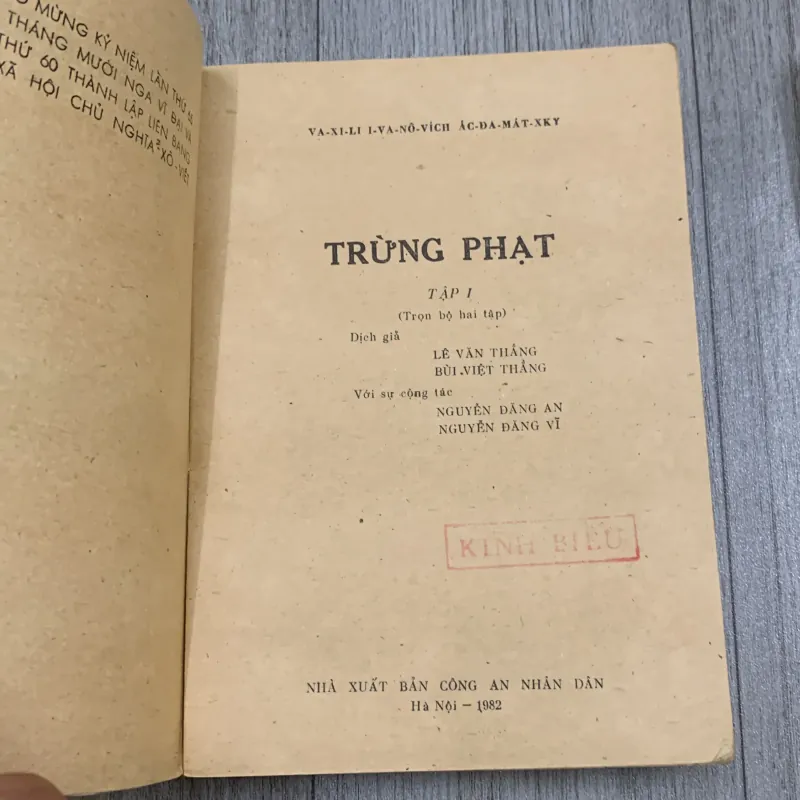 MỪNG KỶ NIỆM LẦN THỨ 65
THÁNG MƯỜI NGA VĨ ĐẠI VÀ
THỨ 60 THÀNH LẬP LIÊN BANG
XÃ HỘI CHỦ NGHĨA XÔ-VIẾT
VA-XI-LI I-VA-NÔ-VÍCH ÁC-ĐA-MÁT-XKY
TRỪNG PHẠT
TẬP I
(Trọn bộ hai tập)
Dịch giả
LÊ VĂN THẮNG
BÙI VIỆT THẮNG
Với sự cộng tác
NGUYỄN ĐĂNG AN
NGUYỄN ĐĂNG VĨ
KÍNH BIẾU
NHÀ XUẤT BẢN CÔNG AN NHÂN DÂN
Hà Nội – 1982